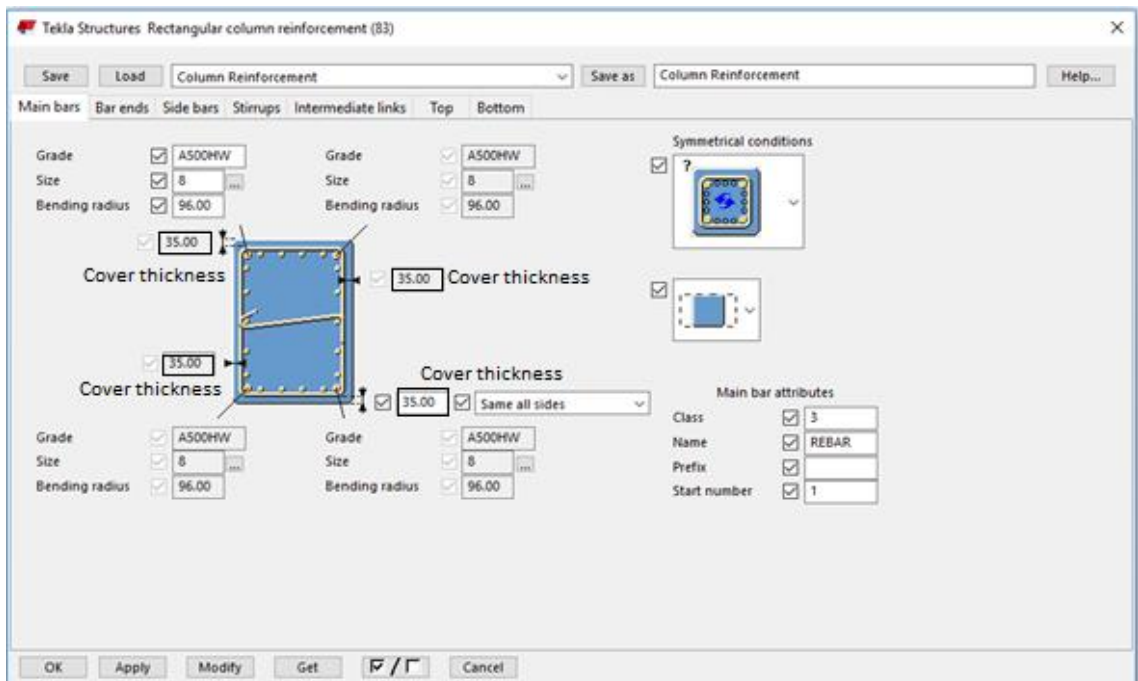 Tekla Structures Rectangular column reinforcement (83)
Save Load Column Reinforcement Save as Column Reinforcement Help...
Main bars Bar ends Side bars Stirrups Intermediate links Top Bottom
Symmetrical conditions
Grade A500HW Grade A500HW
Size 8 ... Size 8 ...
Bending radius 96.00 Bending radius 96.00
?
35.00
Cover thickness
35.00 Cover thickness
35.00
Cover thickness
Cover thickness
35.00 Same all sides
Main bar attributes
Class 3
Name REBAR
Prefix
Start number 1
Grade A500HW Grade A500HW
Size 8 ... Size 8 ...
Bending radius 96.00 Bending radius 96.00
OK Apply Modify Get / Cancel